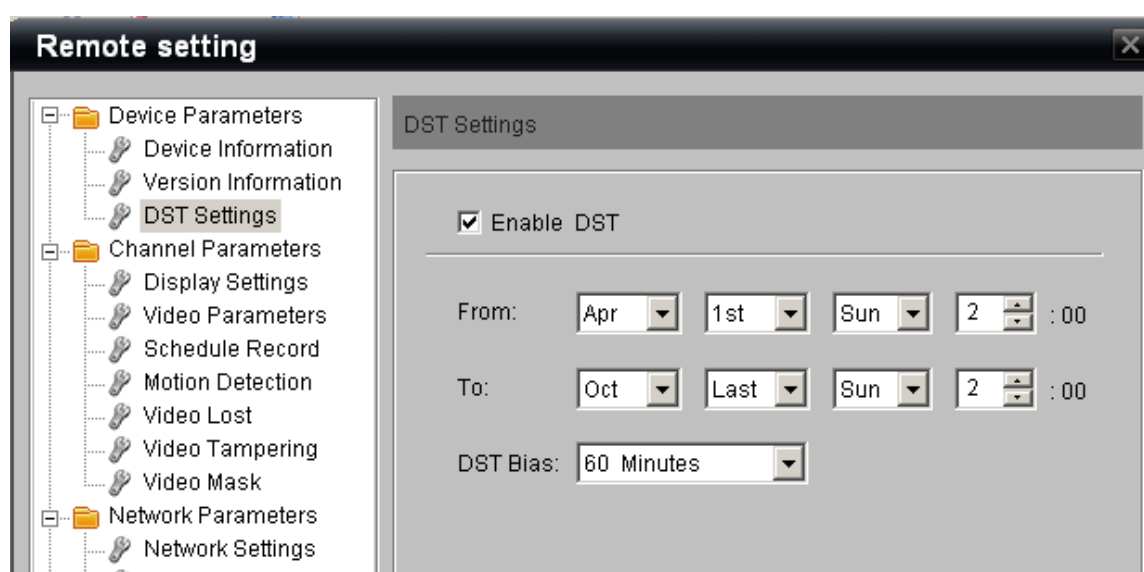 Remote setting
Device Parameters
Device Information
Version Information
DST Settings
Channel Parameters
Display Settings
Video Parameters
Schedule Record
Motion Detection
Video Lost
Video Tampering
Video Mask
Network Parameters
Network Settings
DST Settings
Enable DST
From: Apr 1st Sun 2 : 00
To: Oct Last Sun 2 : 00
DST Bias: 60 Minutes